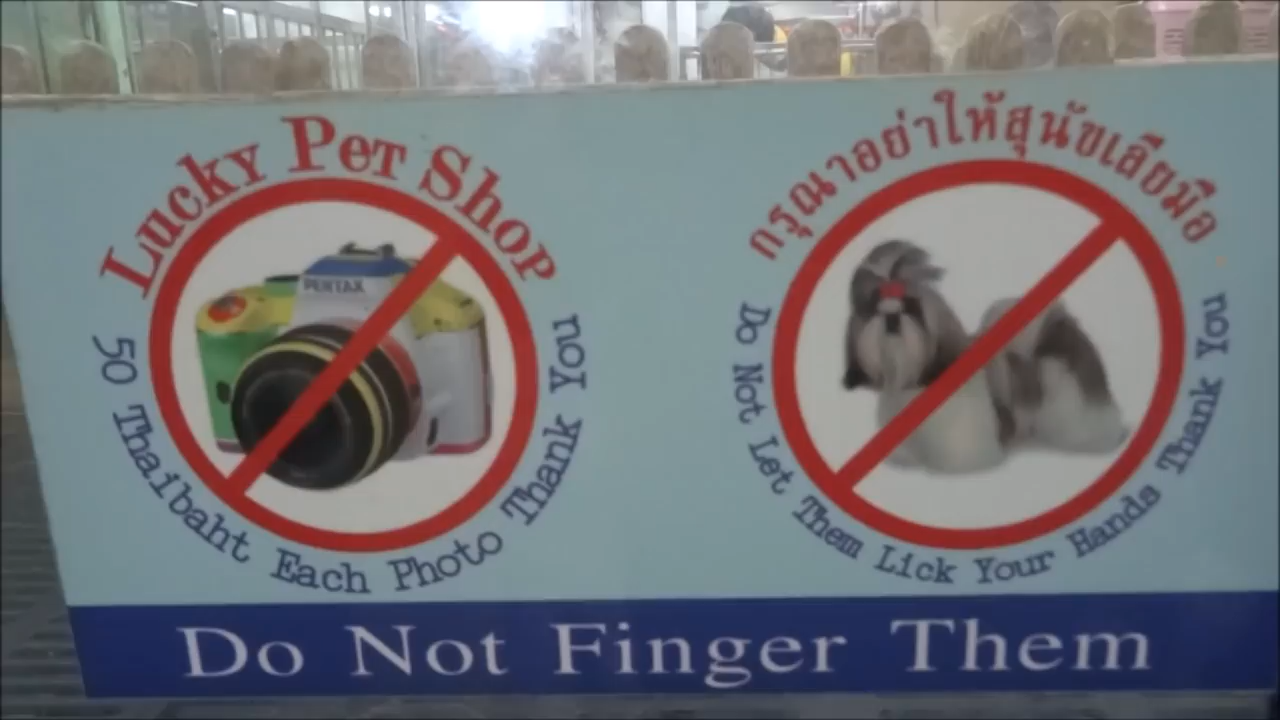 Lucky Pet Shop
PENTAX
50 Thaibaht Each Photo Thank You
กรุณาอย่าให้สุนัขเลียมือ
Do Not Let Them Lick Your Hands Thank You
Do Not Finger Them